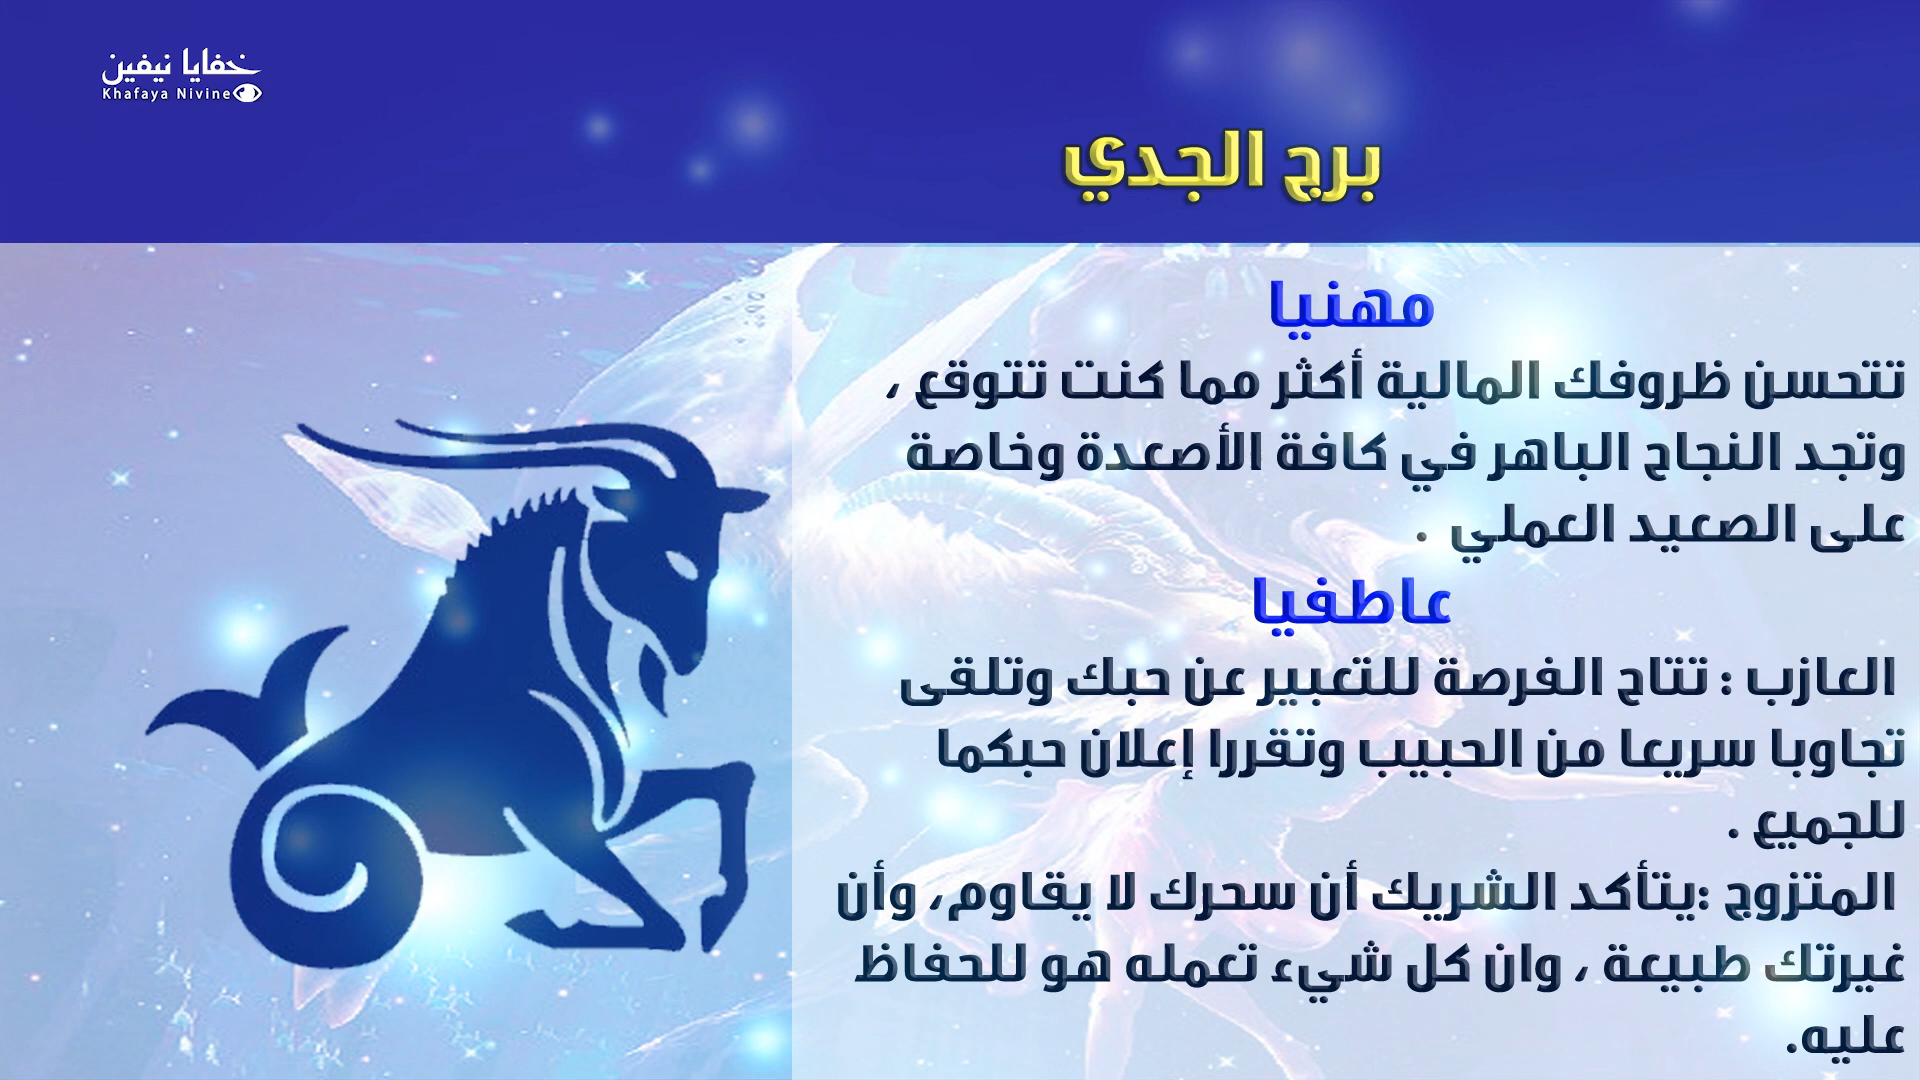 خفايا نيفين
Khafaya Nivine
برج الجدي
مهنيا
تتحسن ظروفك المالية أكثر مما كنت تتوقع ،
وتجد النجاح الباهر في كافة الأصعدة وخاصة
على الصعيد العملي .
عاطفيا
العازب : تتاح الفرصة للتعبير عن حبك وتلقى
تجاوبا سريعا من الحبيب وتقررا إعلان حبكما
للجميع .
المتزوج :يتأكد الشريك أن سحرك لا يقاوم، وأن
غيرتك طبيعة ، وان كل شيء تعمله هو للحفاظ
عليه.